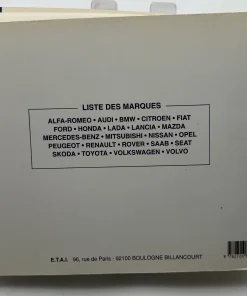 LISTE DES MARQUES
ALFA-ROMEO • AUDI • BMW • CITROEN • FIAT
FORD • HONDA • LADA • LANCIA • MAZDA
MERCEDES-BENZ • MITSUBISHI • NISSAN • OPEL
PEUGEOT • RENAULT • ROVER • SAAB • SEAT
SKODA • TOYOTA • VOLKSWAGEN • VOLVO
E.T.A.I. 96, rue de Paris - 92100 BOULOGNE BILLANCOURT